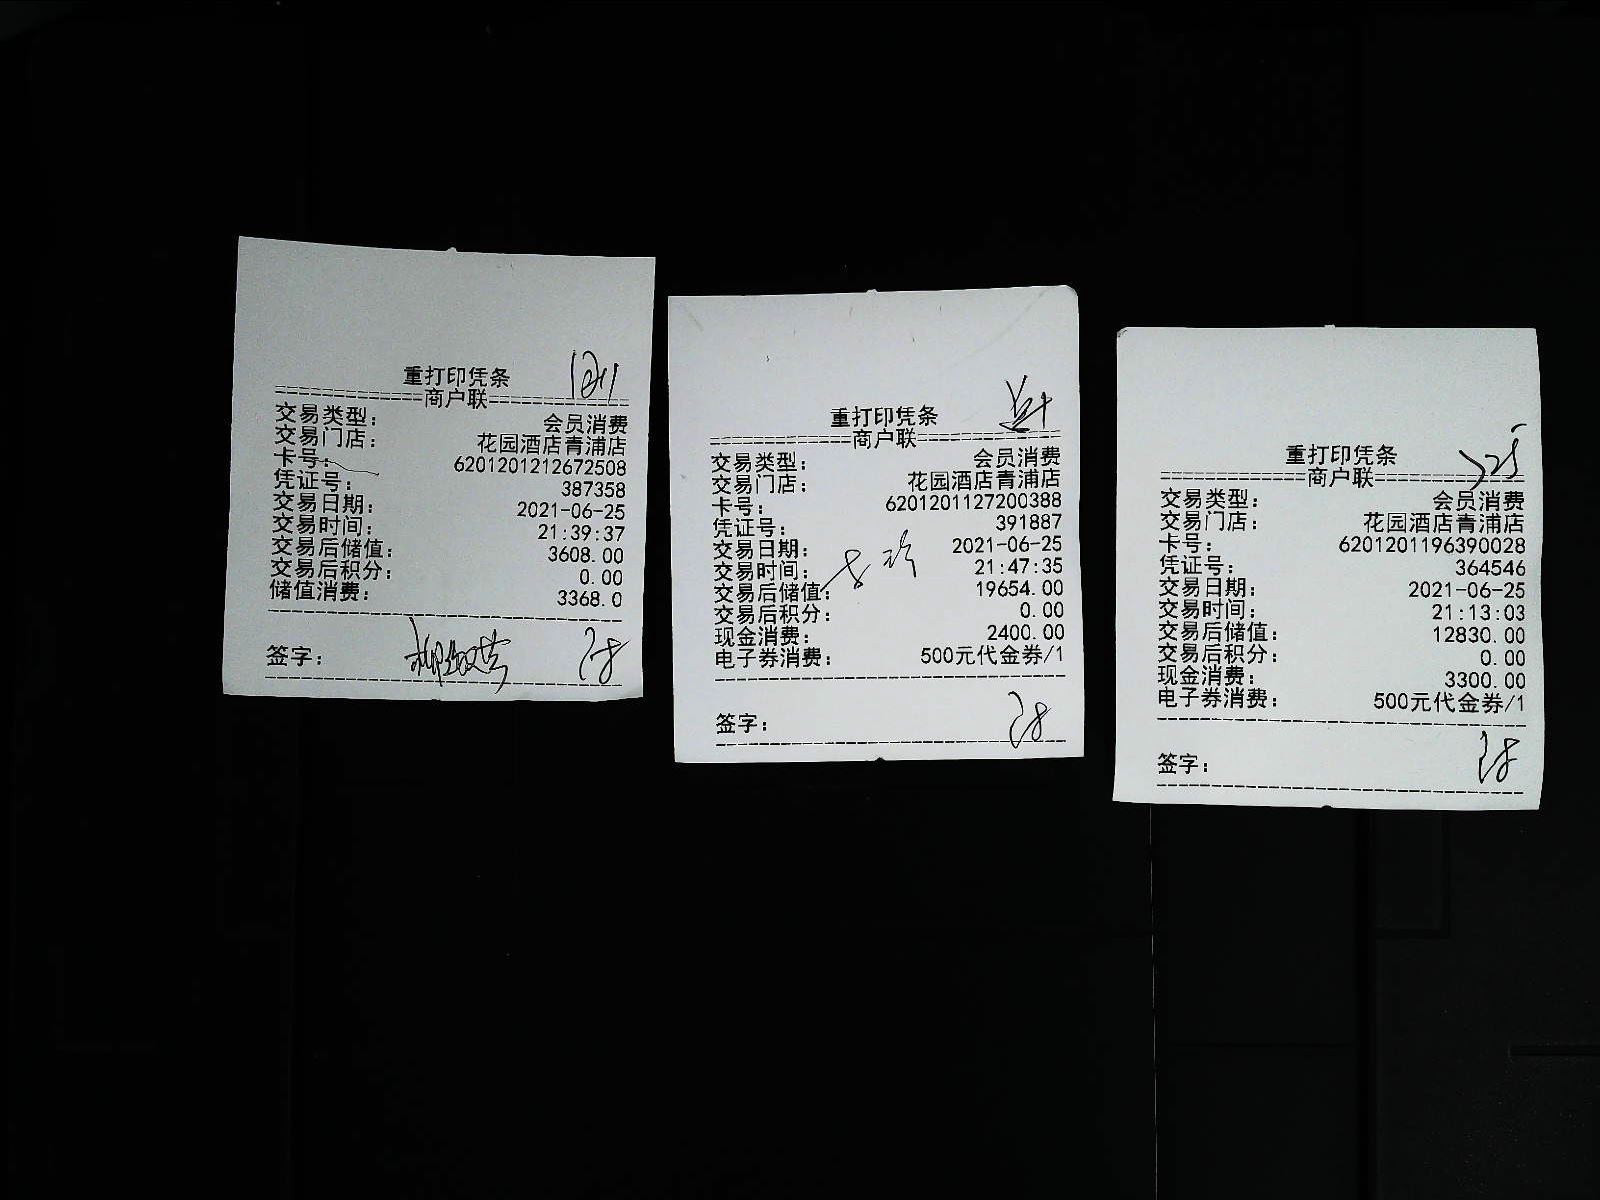 重打印凭条
商户联
交易类型： 会员消费
交易门店： 花园酒店青浦店
卡号： 6201201212672508
凭证号： 387358
交易日期： 2021-06-25
交易时间： 21:39:37
交易后储值： 3608.00
交易后积分： 0.00
储值消费： 3368.0
签字：
重打印凭条
商户联
交易类型： 会员消费
交易门店： 花园酒店青浦店
卡号： 6201201127200388
凭证号： 391887
交易日期： 2021-06-25
交易时间： 21:47:35
交易后储值： 19654.00
交易后积分： 0.00
现金消费： 2400.00
电子券消费： 500元代金券/1
签字：
重打印凭条
商户联
交易类型： 会员消费
交易门店： 花园酒店青浦店
卡号： 6201201196390028
凭证号： 364546
交易日期： 2021-06-25
交易时间： 21:13:03
交易后储值： 12830.00
交易后积分： 0.00
现金消费： 3300.00
电子券消费： 500元代金券/1
签字：